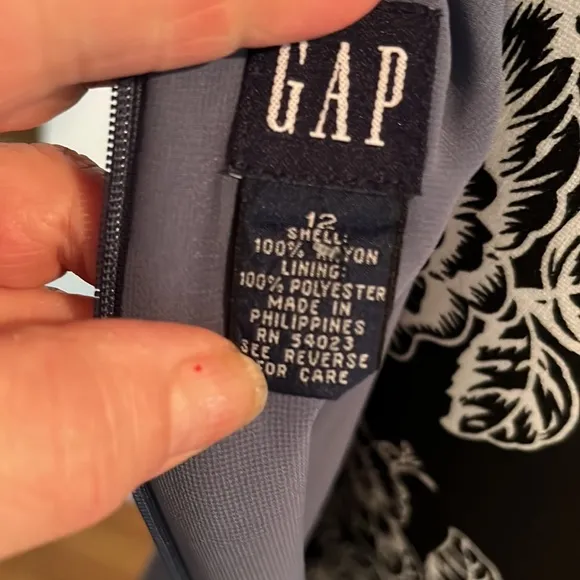 GAP
12
SHELL:
100% RAYON
LINING:
100% POLYESTER
MADE IN
PHILIPPINES
RN 54023
SEE REVERSE
FOR CARE